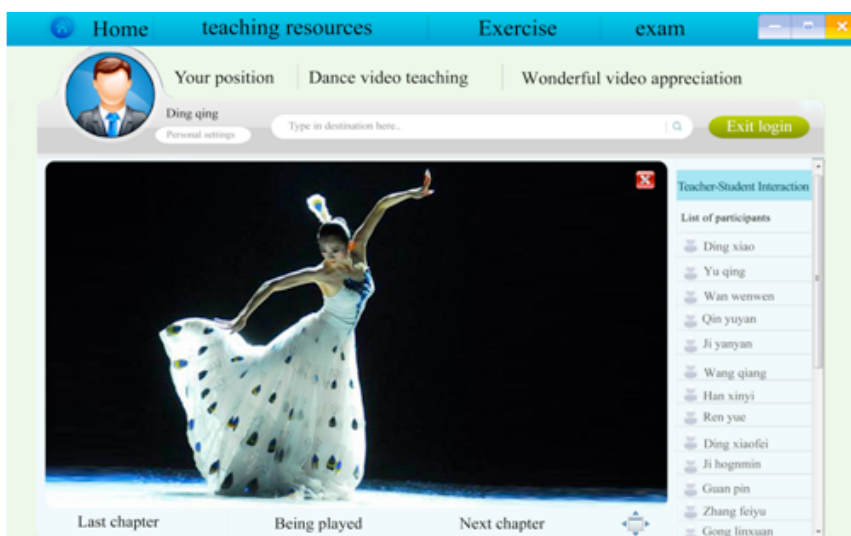 Home teaching resources Exercise exam
Your position Dance video teaching Wonderful video appreciation
Ding qing
Personal settings
Type in destination here..
Exit login
Teacher-Student Interaction
List of participants
Ding xiao
Yu qing
Wan wenwen
Qin yuyan
Ji yanyan
Wang qiang
Han xinyi
Ren yue
Ding xiaofei
Ji hognmin
Guan pin
Zhang feiyu
Gong linxuan
Last chapter Being played Next chapter